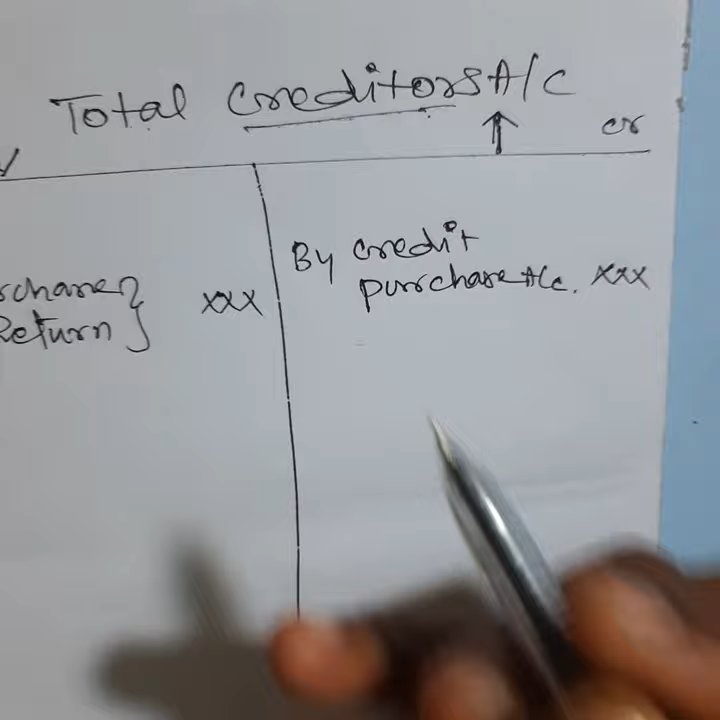 Total Creditors A/c
cr
By credit
purchase A/c. xxx
rchase } xxx
Return }